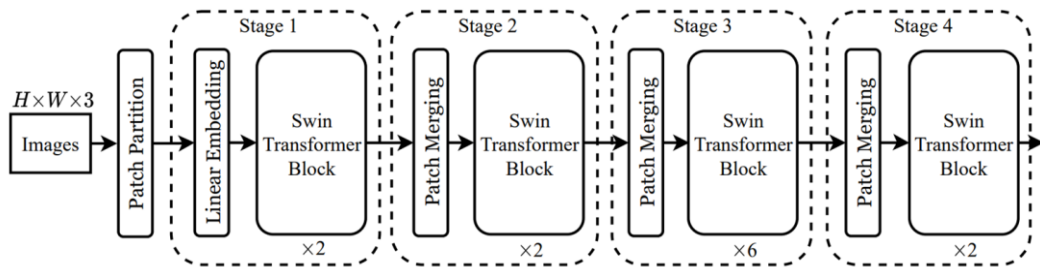 Stage 1
Stage 2
Stage 3
Stage 4
H×W×3
Images
Patch Partition
Linear Embedding
Swin
Transformer
Block
×2
Patch Merging
Swin
Transformer
Block
×2
Patch Merging
Swin
Transformer
Block
×6
Patch Merging
Swin
Transformer
Block
×2